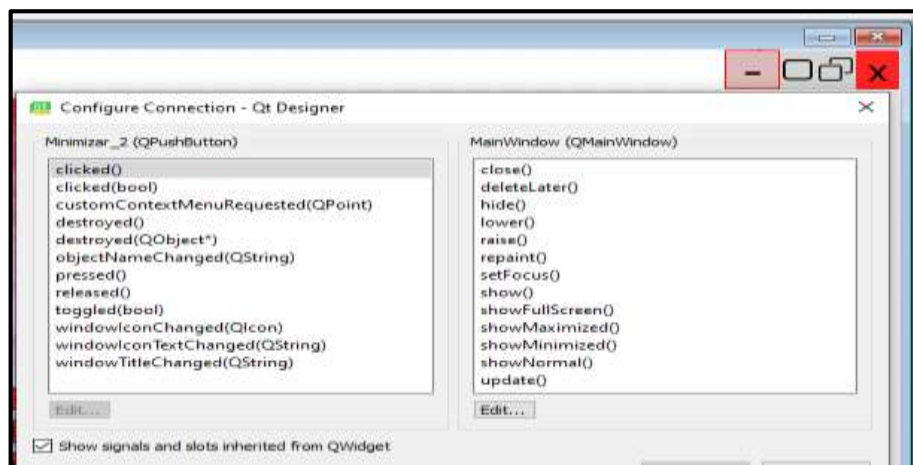 Configure Connection - Qt Designer
Minimizar_2 (QPushButton)
clicked()
clicked(bool)
customContextMenuRequested(QPoint)
destroyed()
destroyed(QObject*)
objectNameChanged(QString)
pressed()
released()
toggled(bool)
windowIconChanged(QIcon)
windowIconTextChanged(QString)
windowTitleChanged(QString)
Edit...
MainWindow (QMainWindow)
close()
deleteLater()
hide()
lower()
raise()
repaint()
setFocus()
show()
showFullScreen()
showMaximized()
showMinimized()
showNormal()
update()
Edit...
Show signals and slots inherited from QWidget